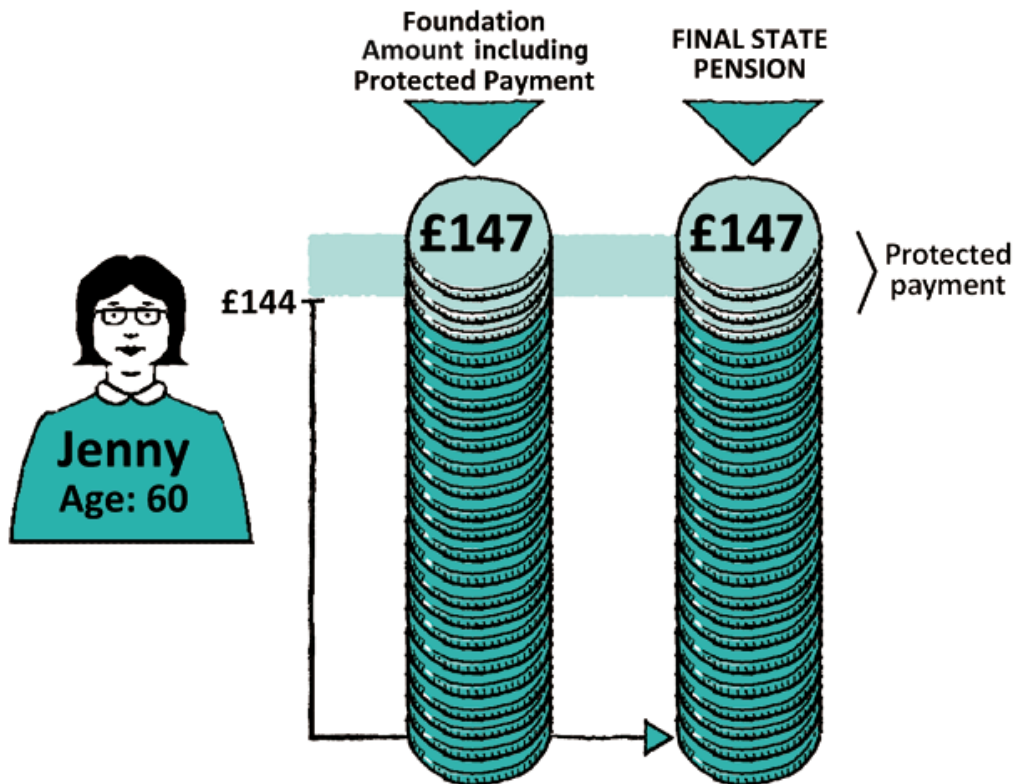 Foundation
Amount including
Protected Payment
FINAL STATE
PENSION
£147
£147
Protected
payment
£144
Jenny
Age: 60